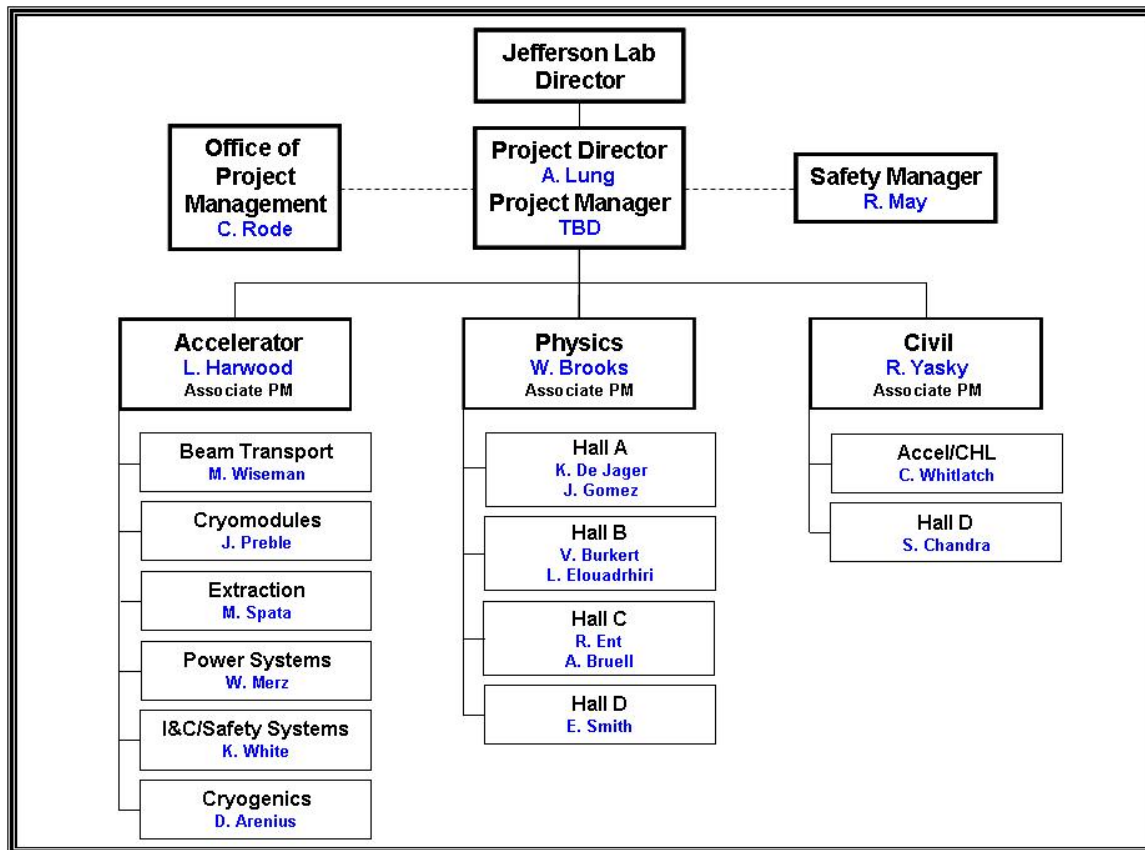 Jefferson Lab
Director
Office of
Project
Management
C. Rode
Project Director
A. Lung
Project Manager
TBD
Safety Manager
R. May
Accelerator
L. Harwood
Associate PM
Physics
W. Brooks
Associate PM
Civil
R. Yasky
Associate PM
Beam Transport
M. Wiseman
Cryomodules
J. Preble
Extraction
M. Spata
Power Systems
W. Merz
I&C/Safety Systems
K. White
Cryogenics
D. Arenius
Hall A
K. De Jager
J. Gomez
Hall B
V. Burkert
L. Elouadrhiri
Hall C
R. Ent
A. Bruell
Hall D
E. Smith
Accel/CHL
C. Whitlatch
Hall D
S. Chandra